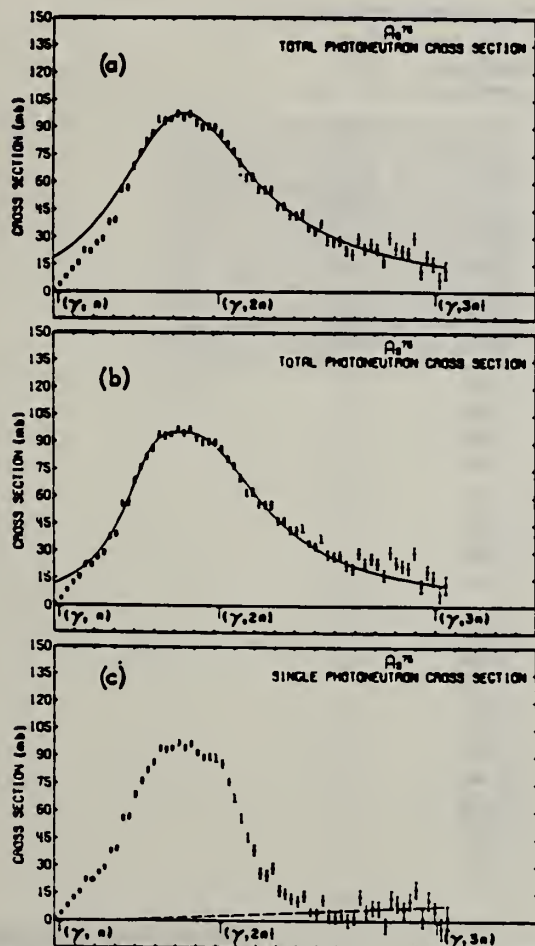 150
As⁷⁵
TOTAL PHOTONEUTRON CROSS SECTION
(a)
135
120
105
90
75
60
45
30
15
0
CROSS SECTION (mb)
(γ, n)
(γ,2n)
(γ,3n)
150
As⁷⁵
TOTAL PHOTONEUTRON CROSS SECTION
(b)
135
120
105
90
75
60
45
30
15
0
CROSS SECTION (mb)
(γ, n)
(γ,2n)
(γ,3n)
150
As⁷⁵
SINGLE PHOTONEUTRON CROSS SECTION
(c)
135
120
105
90
75
60
45
30
15
0
CROSS SECTION (mb)
(γ, n)
(γ,2n)
(γ,3n)